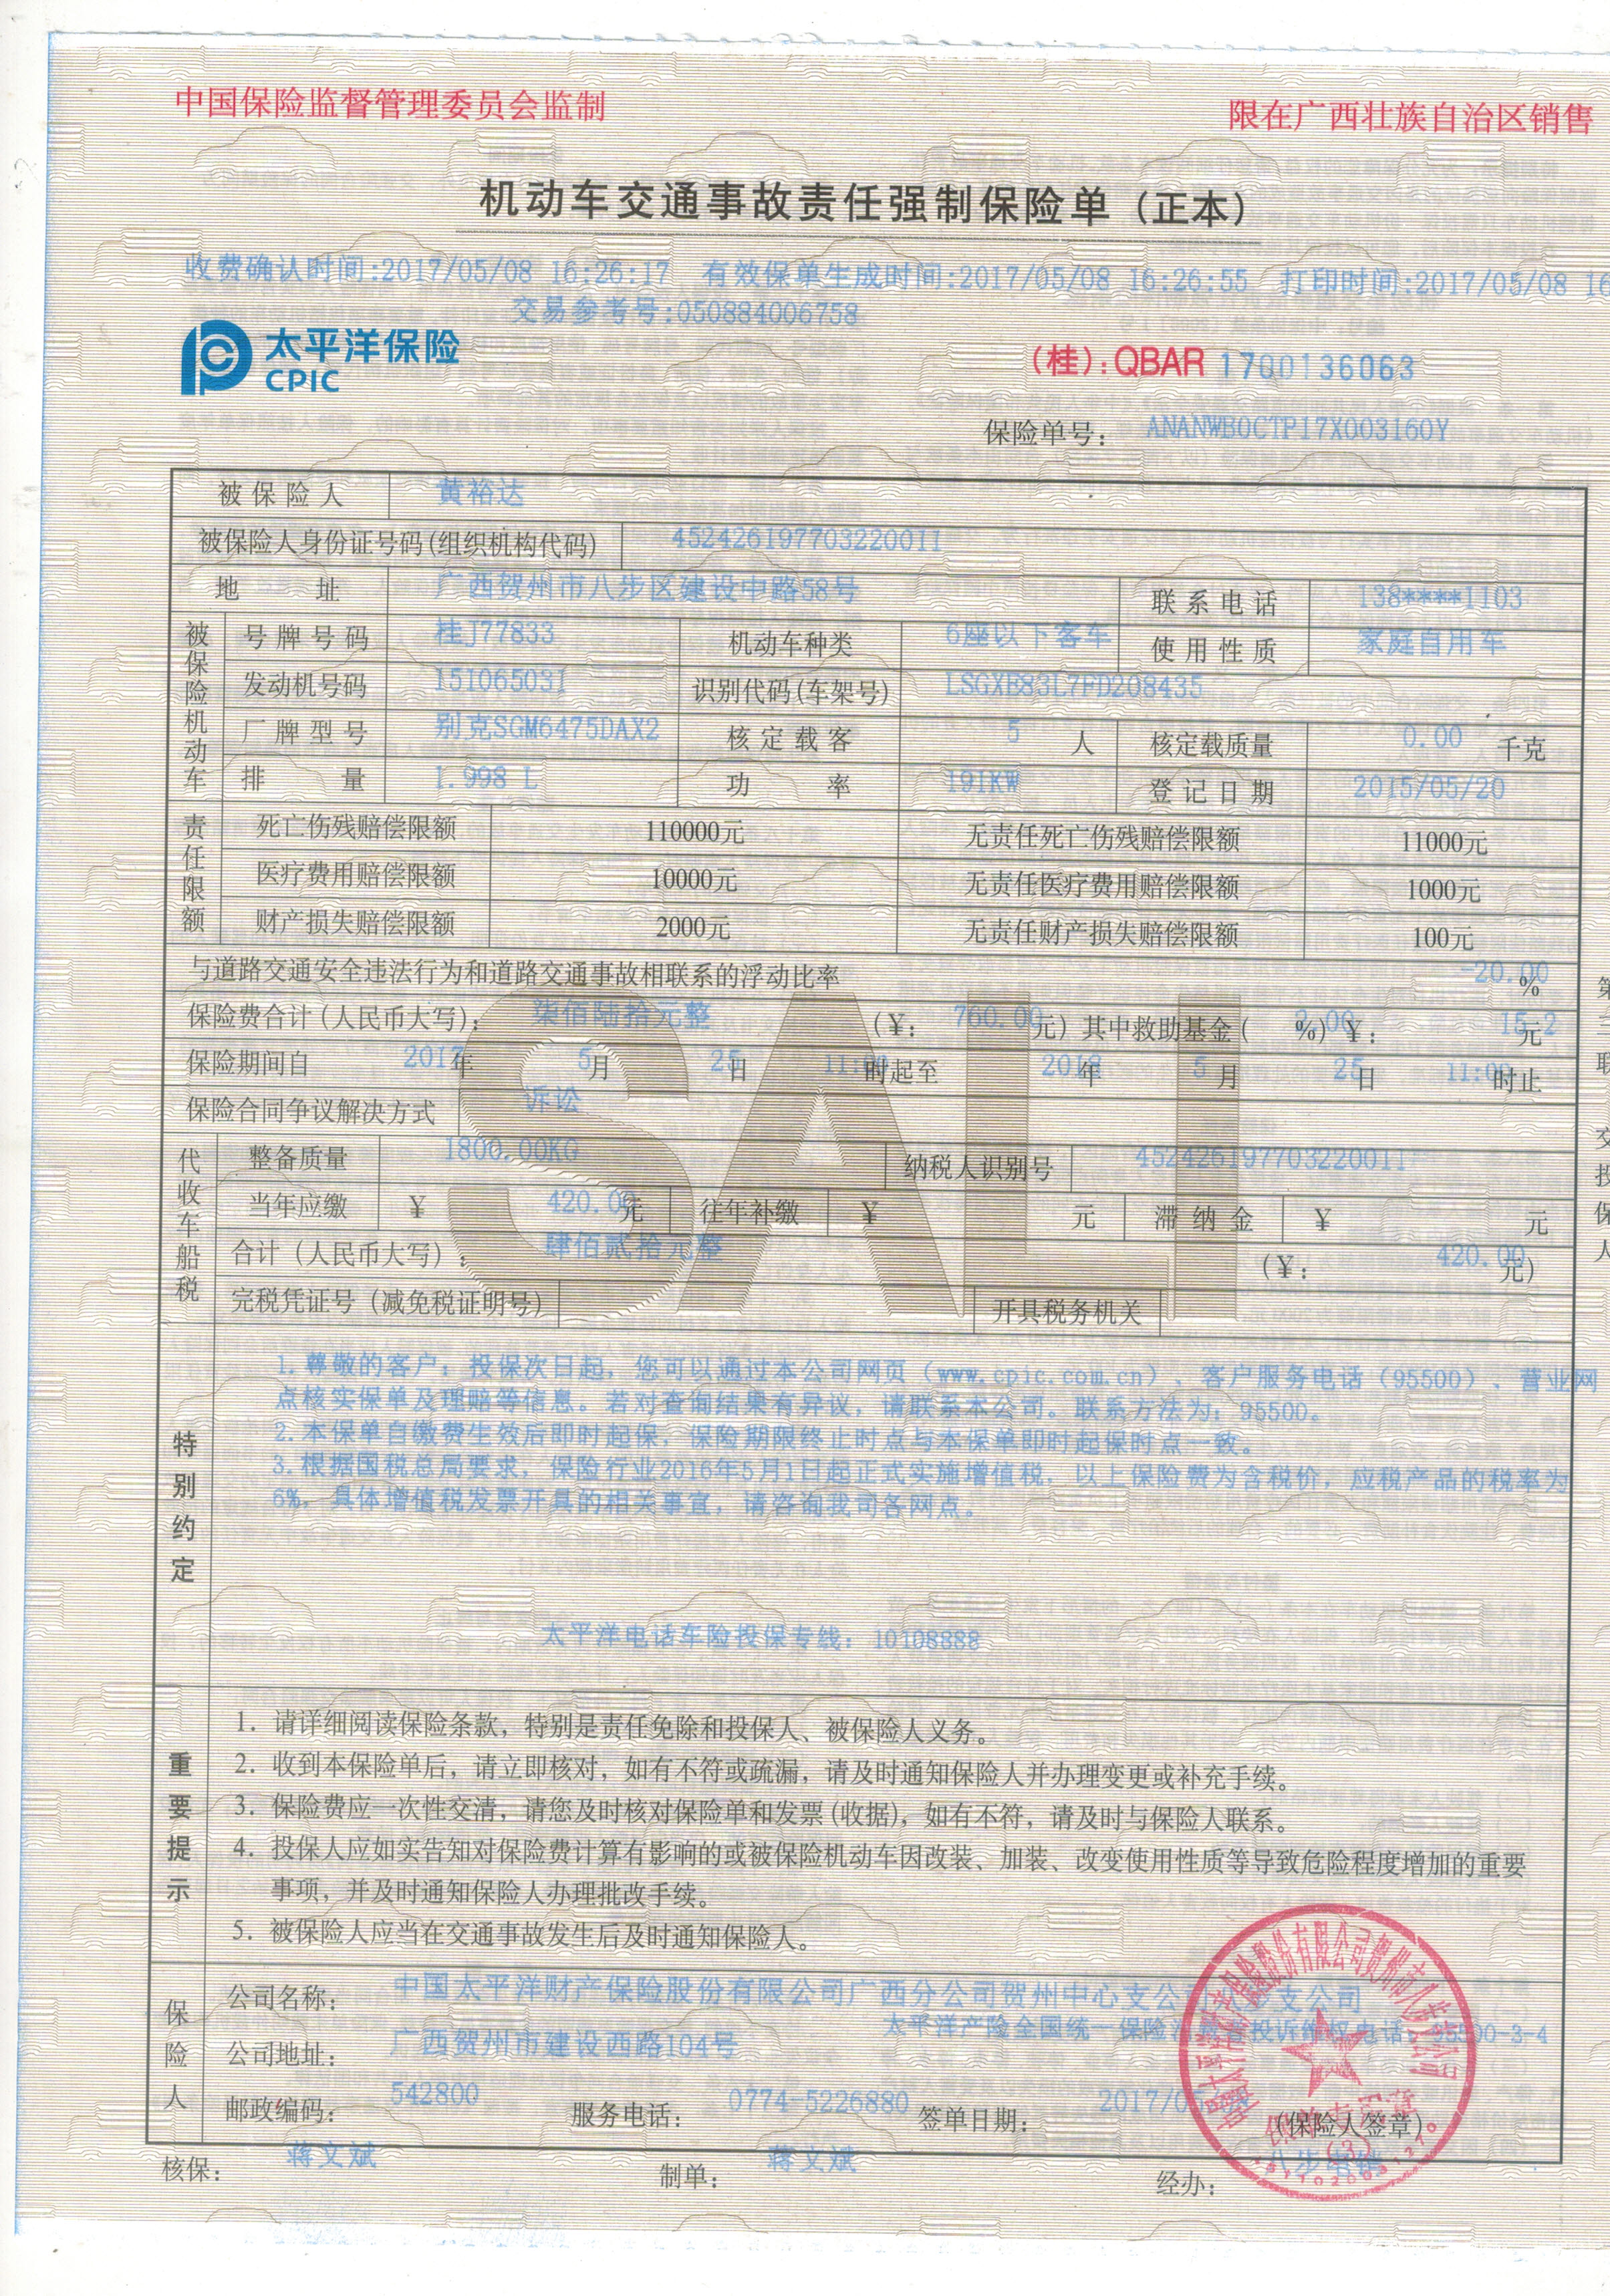 中国保险监督管理委员会监制 限在广西壮族自治区销售
机动车交通事故责任强制保险单 (正本)
收费确认时间:2017/05/08 16:26:17 有效保单生成时间:2017/05/08 16:26:55 打印时间:2017/05/08 16
交易参考号:050884006758
太平洋保险
CPIC
(桂):QBAR 1700136063
保险单号: ANANWB0CTP17X003160Y
被保险人 黄裕达
被保险人身份证号码(组织机构代码) 452426197703220011
地址 广西贺州市八步区建设中路58号 联系电话 138****1103
被保险机动车 号牌号码 桂J77833 机动车种类 6座以下客车 使用性质 家庭自用车
发动机号码 151065031 识别代码(车架号) LSGXE83L7FD208435
厂牌型号 别克SGM6475DAX2 核定载客 5 人 核定载质量 0.00 千克
排量 1.998 L 功率 191KW 登记日期 2015/05/20
责任限额 死亡伤残赔偿限额 110000元 无责任死亡伤残赔偿限额 11000元
医疗费用赔偿限额 10000元 无责任医疗费用赔偿限额 1000元
财产损失赔偿限额 2000元 无责任财产损失赔偿限额 100元
与道路交通安全违法行为和道路交通事故相联系的浮动比率 -20.00 %
保险费合计(人民币大写): 柒佰陆拾元整 (¥: 760.00 元) 其中救助基金( 2.00 %) ¥: 15.2 元
保险期间自 2017 年 5 月 25 日 11:00 时起至 2018 年 5 月 25 日 11:00 时止
保险合同争议解决方式 诉讼
代收车船税 整备质量 1800.00KG 纳税人识别号 452426197703220011
当年应缴 ¥ 420.00 元 往年补缴 ¥ 元 滞纳金 ¥ 元
合计(人民币大写): 肆佰贰拾元整 (¥: 420.00 元)
完税凭证号(减免税证明号) 开具税务机关
特别约定
1.尊敬的客户:投保次日起,您可以通过本公司网页(www.cpic.com.cn)、客户服务电话(95500)、营业网
点核实保单及理赔等信息。若对查询结果有异议,请联系本公司。联系方法为:95500。
2.本保单自缴费生效后即时起保,保险期限终止时点与本保单即时起保时点一致。
3.根据国税总局要求,保险行业2016年5月1日起正式实施增值税,以上保险费为含税价,应税产品的税率为
6%,具体增值税发票开具的相关事宜,请咨询我司各网点。
太平洋电话车险投保专线:10108888
重要提示
1. 请详细阅读保险条款,特别是责任免除和投保人、被保险人义务。
2. 收到本保险单后,请立即核对,如有不符或疏漏,请及时通知保险人并办理变更或补充手续。
3. 保险费应一次性交清,请您及时核对保险单和发票(收据),如有不符,请及时与保险人联系。
4. 投保人应如实告知对保险费计算有影响的或被保险机动车因改装、加装、改变使用性质等导致危险程度增加的重要
事项,并及时通知保险人办理批改手续。
5. 被保险人应当在交通事故发生后及时通知保险人。
保险人
公司名称: 中国太平洋财产保险股份有限公司广西分公司贺州中心支公 支公司
太平洋产险全国统一保险 投诉维权电话:95500-3-4
公司地址: 广西贺州市建设西路104号
邮政编码: 542800 服务电话: 0774-5226880 签单日期: 2017/05 (保险人签章)
核保: 蒋文斌 制单: 蒋文斌 经办: 八步
SALI
第三联 交投保人